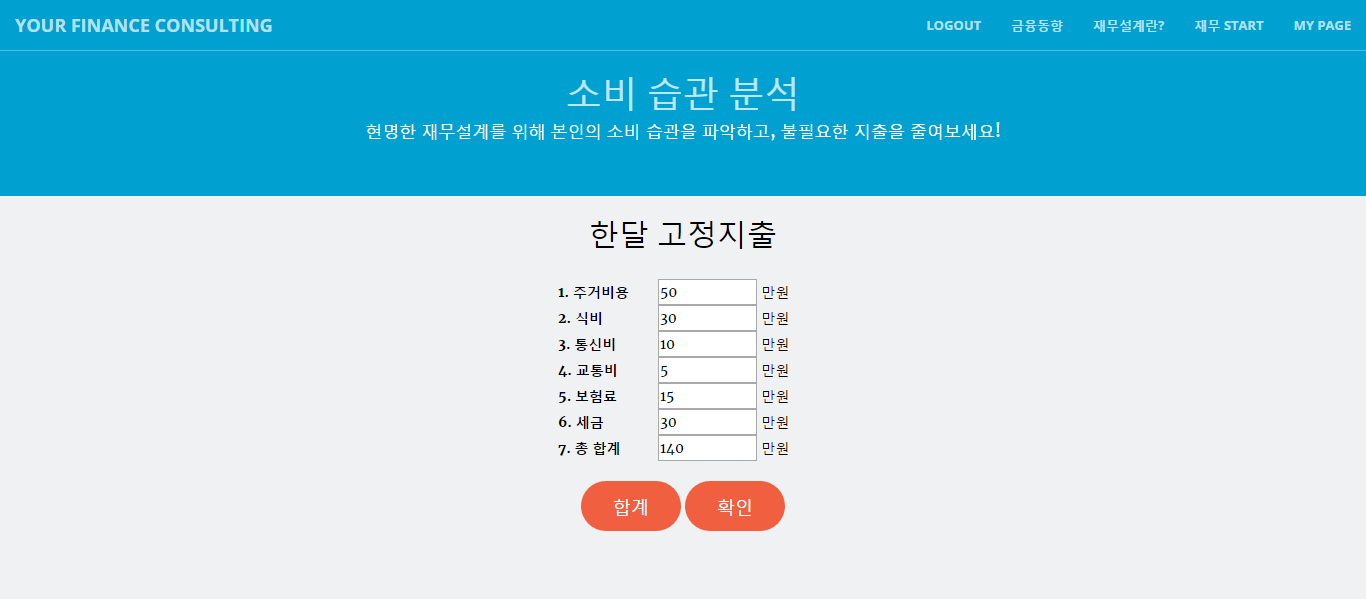 YOUR FINANCE CONSULTING LOGOUT 금융동향 재무설계란? 재무 START MY PAGE
소비 습관 분석
현명한 재무설계를 위해 본인의 소비 습관을 파악하고, 불필요한 지출을 줄여보세요!
한달 고정지출
1. 주거비용 50 만원
2. 식비 30 만원
3. 통신비 10 만원
4. 교통비 5 만원
5. 보험료 15 만원
6. 세금 30 만원
7. 총 합계 140 만원
합계 확인